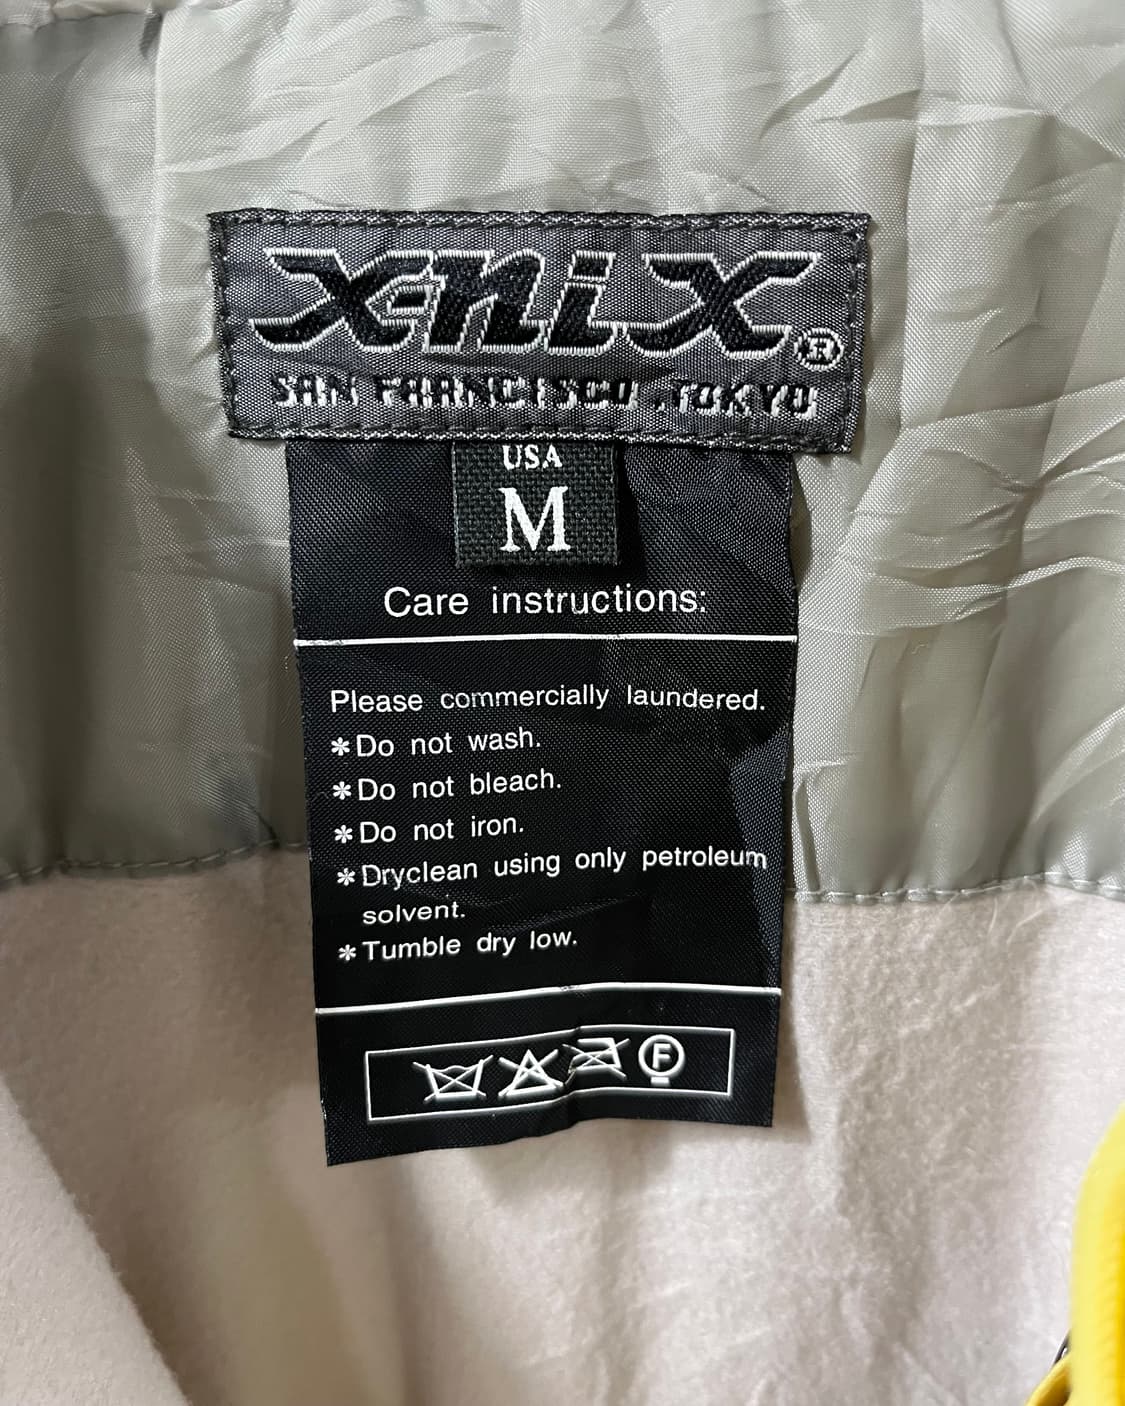 x-nix®
SAN FRANCISCO.TOKYO
USA
M
Care instructions:
Please commercially laundered.
*Do not wash.
*Do not bleach.
*Do not iron.
*Dryclean using only petroleum
solvent.
*Tumble dry low.
F